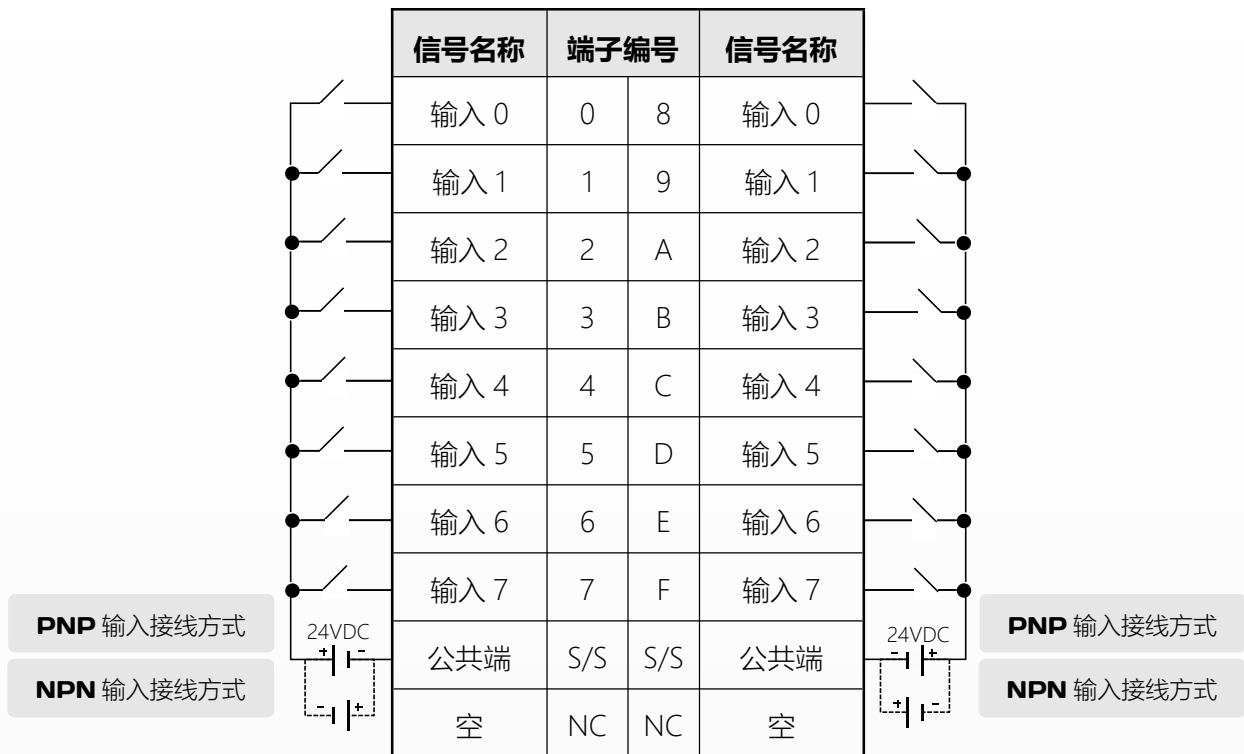 信号名称 端子编号 信号名称
输入 0 0 8 输入 0
输入 1 1 9 输入 1
输入 2 2 A 输入 2
输入 3 3 B 输入 3
输入 4 4 C 输入 4
输入 5 5 D 输入 5
输入 6 6 E 输入 6
输入 7 7 F 输入 7
公共端 S/S S/S 公共端
空 NC NC 空
PNP 输入接线方式
NPN 输入接线方式
24VDC
+ -
- +
24VDC
- +
+ -
PNP 输入接线方式
NPN 输入接线方式